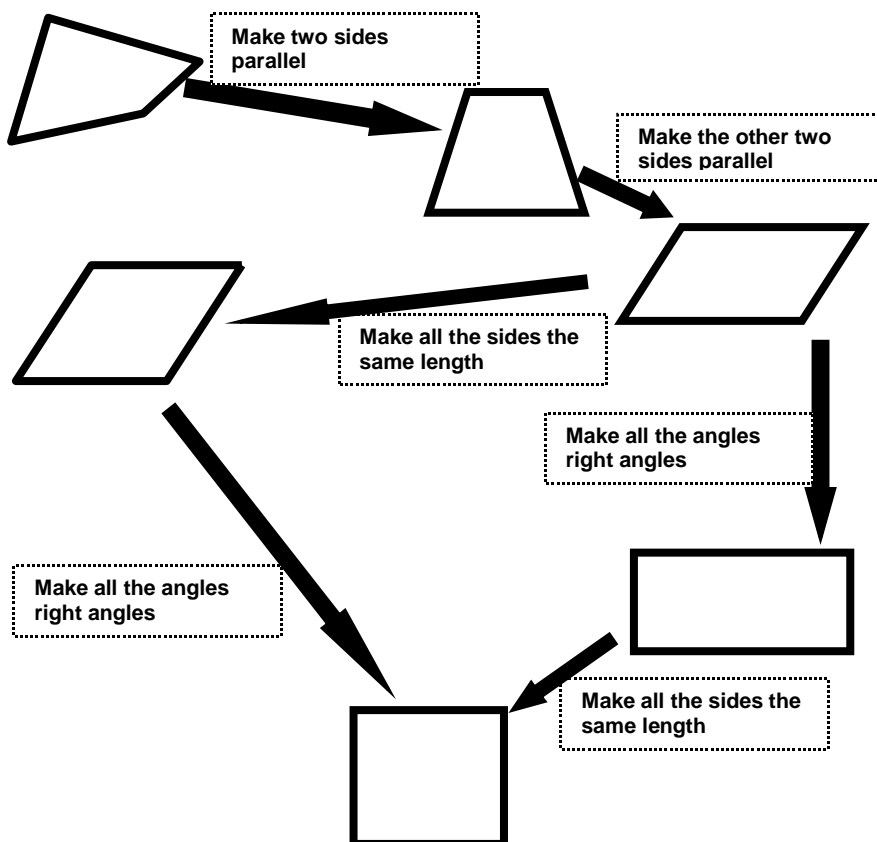 Make two sides
parallel
Make the other two
sides parallel
Make all the sides the
same length
Make all the angles
right angles
Make all the angles
right angles
Make all the sides the
same length